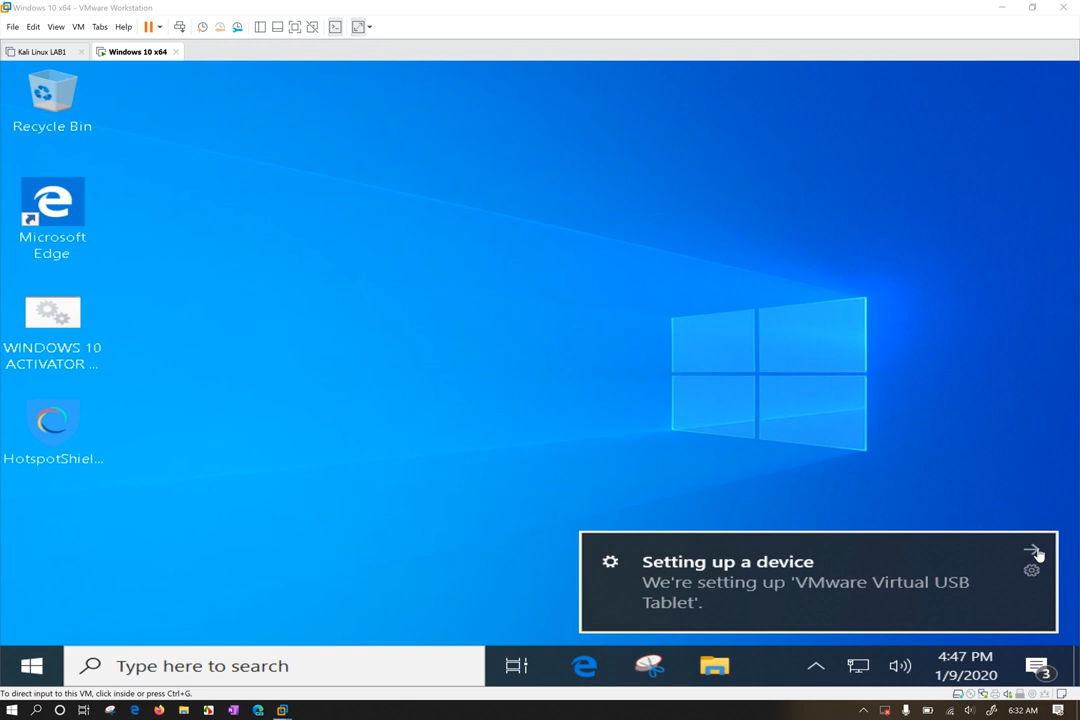 Windows 10 x64 - VMware Workstation
File Edit View VM Tabs Help
Kali Linux LAB1
Windows 10 x64
Recycle Bin
Microsoft
Edge
WINDOWS 10
ACTIVATOR ...
HotspotShiel...
Setting up a device
We're setting up 'VMware Virtual USB
Tablet'.
Type here to search
4:47 PM
1/9/2020
3
To direct input to this VM, click inside or press Ctrl+G.
6:32 AM